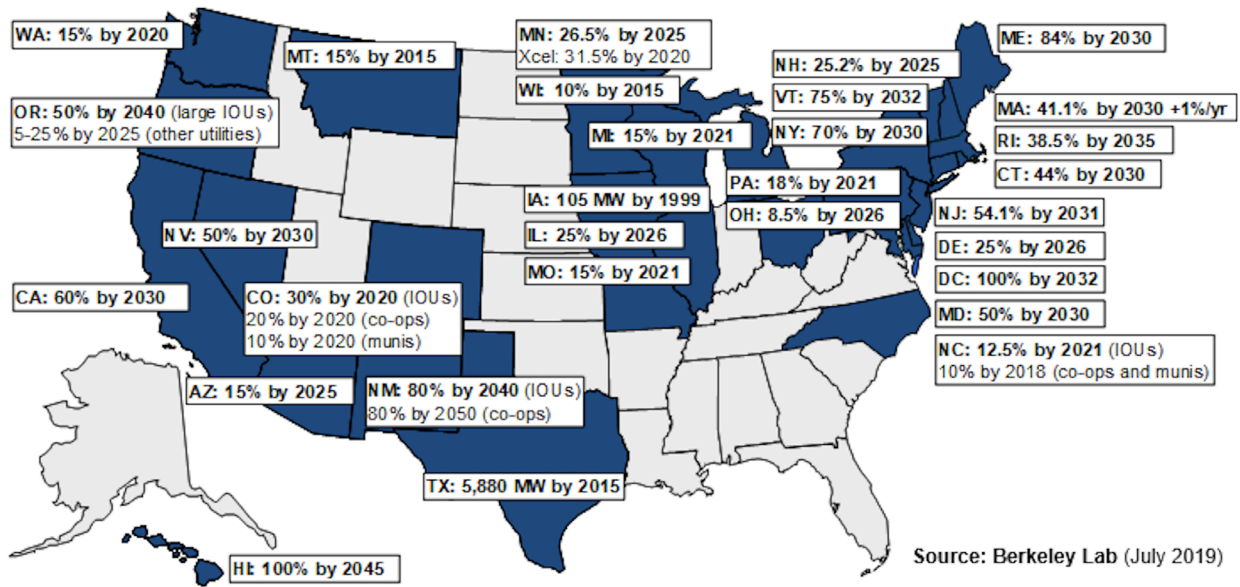 WA: 15% by 2020
MT: 15% by 2015
MN: 26.5% by 2025
Xcel: 31.5% by 2020
ME: 84% by 2030
NH: 25.2% by 2025
WI: 10% by 2015
VT: 75% by 2032
OR: 50% by 2040 (large IOUs)
5-25% by 2025 (other utilities)
MA: 41.1% by 2030 +1%/yr
MI: 15% by 2021
NY: 70% by 2030
RI: 38.5% by 2035
CT: 44% by 2030
PA: 18% by 2021
IA: 105 MW by 1999
OH: 8.5% by 2026
NJ: 54.1% by 2031
NV: 50% by 2030
IL: 25% by 2026
DE: 25% by 2026
MO: 15% by 2021
DC: 100% by 2032
CA: 60% by 2030
CO: 30% by 2020 (IOUs)
20% by 2020 (co-ops)
10% by 2020 (munis)
MD: 50% by 2030
NC: 12.5% by 2021 (IOUs)
10% by 2018 (co-ops and munis)
AZ: 15% by 2025
NM: 80% by 2040 (IOUs)
80% by 2050 (co-ops)
TX: 5,880 MW by 2015
HI: 100% by 2045
Source: Berkeley Lab (July 2019)